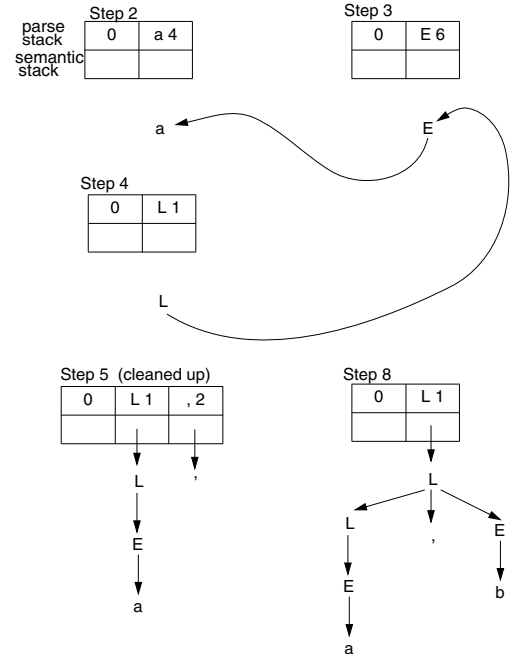 Step 2
parse stack 0 a 4
semantic stack
Step 3
0 E 6
a
E
Step 4
0 L 1
L
Step 5 (cleaned up)
0 L 1 , 2
L ,
E
a
Step 8
0 L 1
L
L , E
E b
a